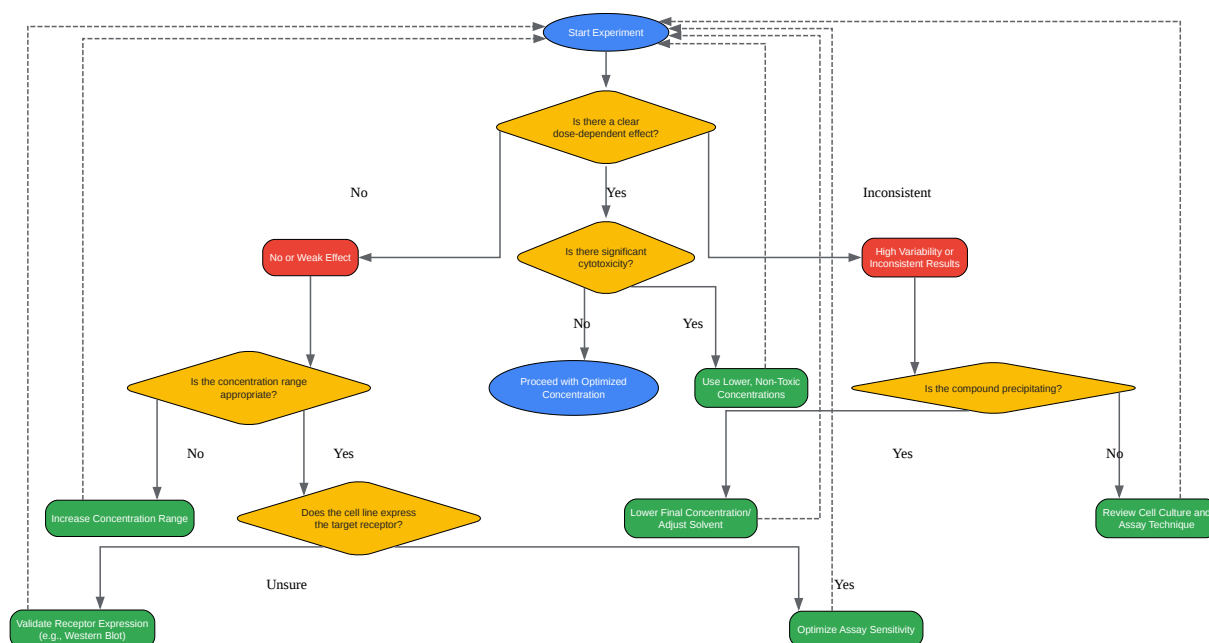 Start Experiment
Is there a clear
dose-dependent effect?
No
Yes
Inconsistent
No or Weak Effect
Is there significant
cytotoxicity?
High Variability or
Inconsistent Results
No
Yes
Is the concentration range
appropriate?
Proceed with Optimized
Concentration
Use Lower, Non-Toxic
Concentrations
Is the compound precipitating?
No
Yes
Yes
No
Increase Concentration Range
Does the cell line express
the target receptor?
Lower Final Concentration/
Adjust Solvent
Review Cell Culture and
Assay Technique
Unsure
Yes
Validate Receptor Expression
(e.g., Western Blot)
Optimize Assay Sensitivity